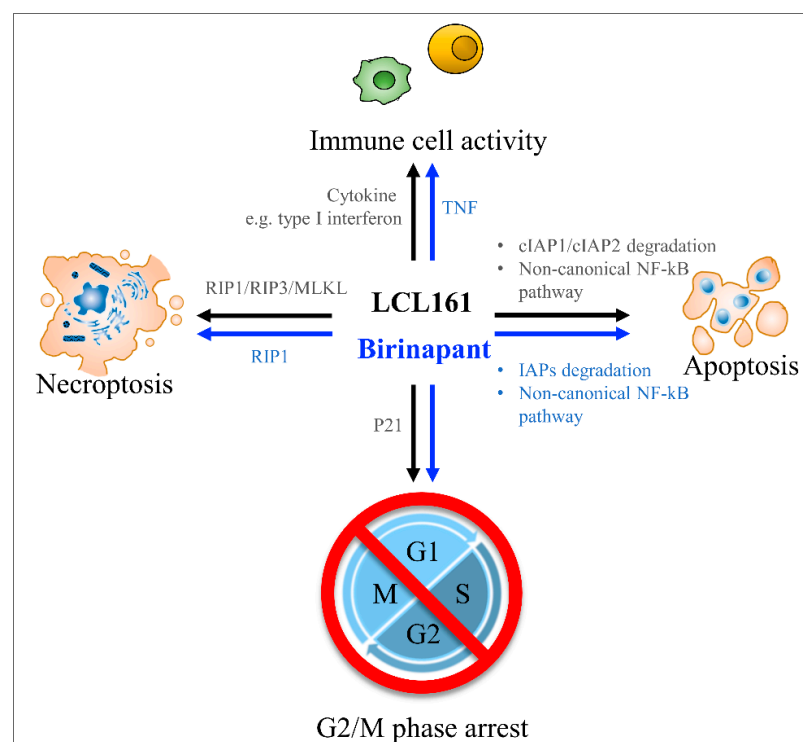 Immune cell activity
Cytokine
e.g. type I interferon
TNF
• cIAP1/cIAP2 degradation
• Non-canonical NF-kB
pathway
RIP1/RIP3/MLKL
LCL161
Birinapant
RIP1
Necroptosis
Apoptosis
• IAPs degradation
• Non-canonical NF-kB
pathway
P21
G1
M
S
G2
G2/M phase arrest